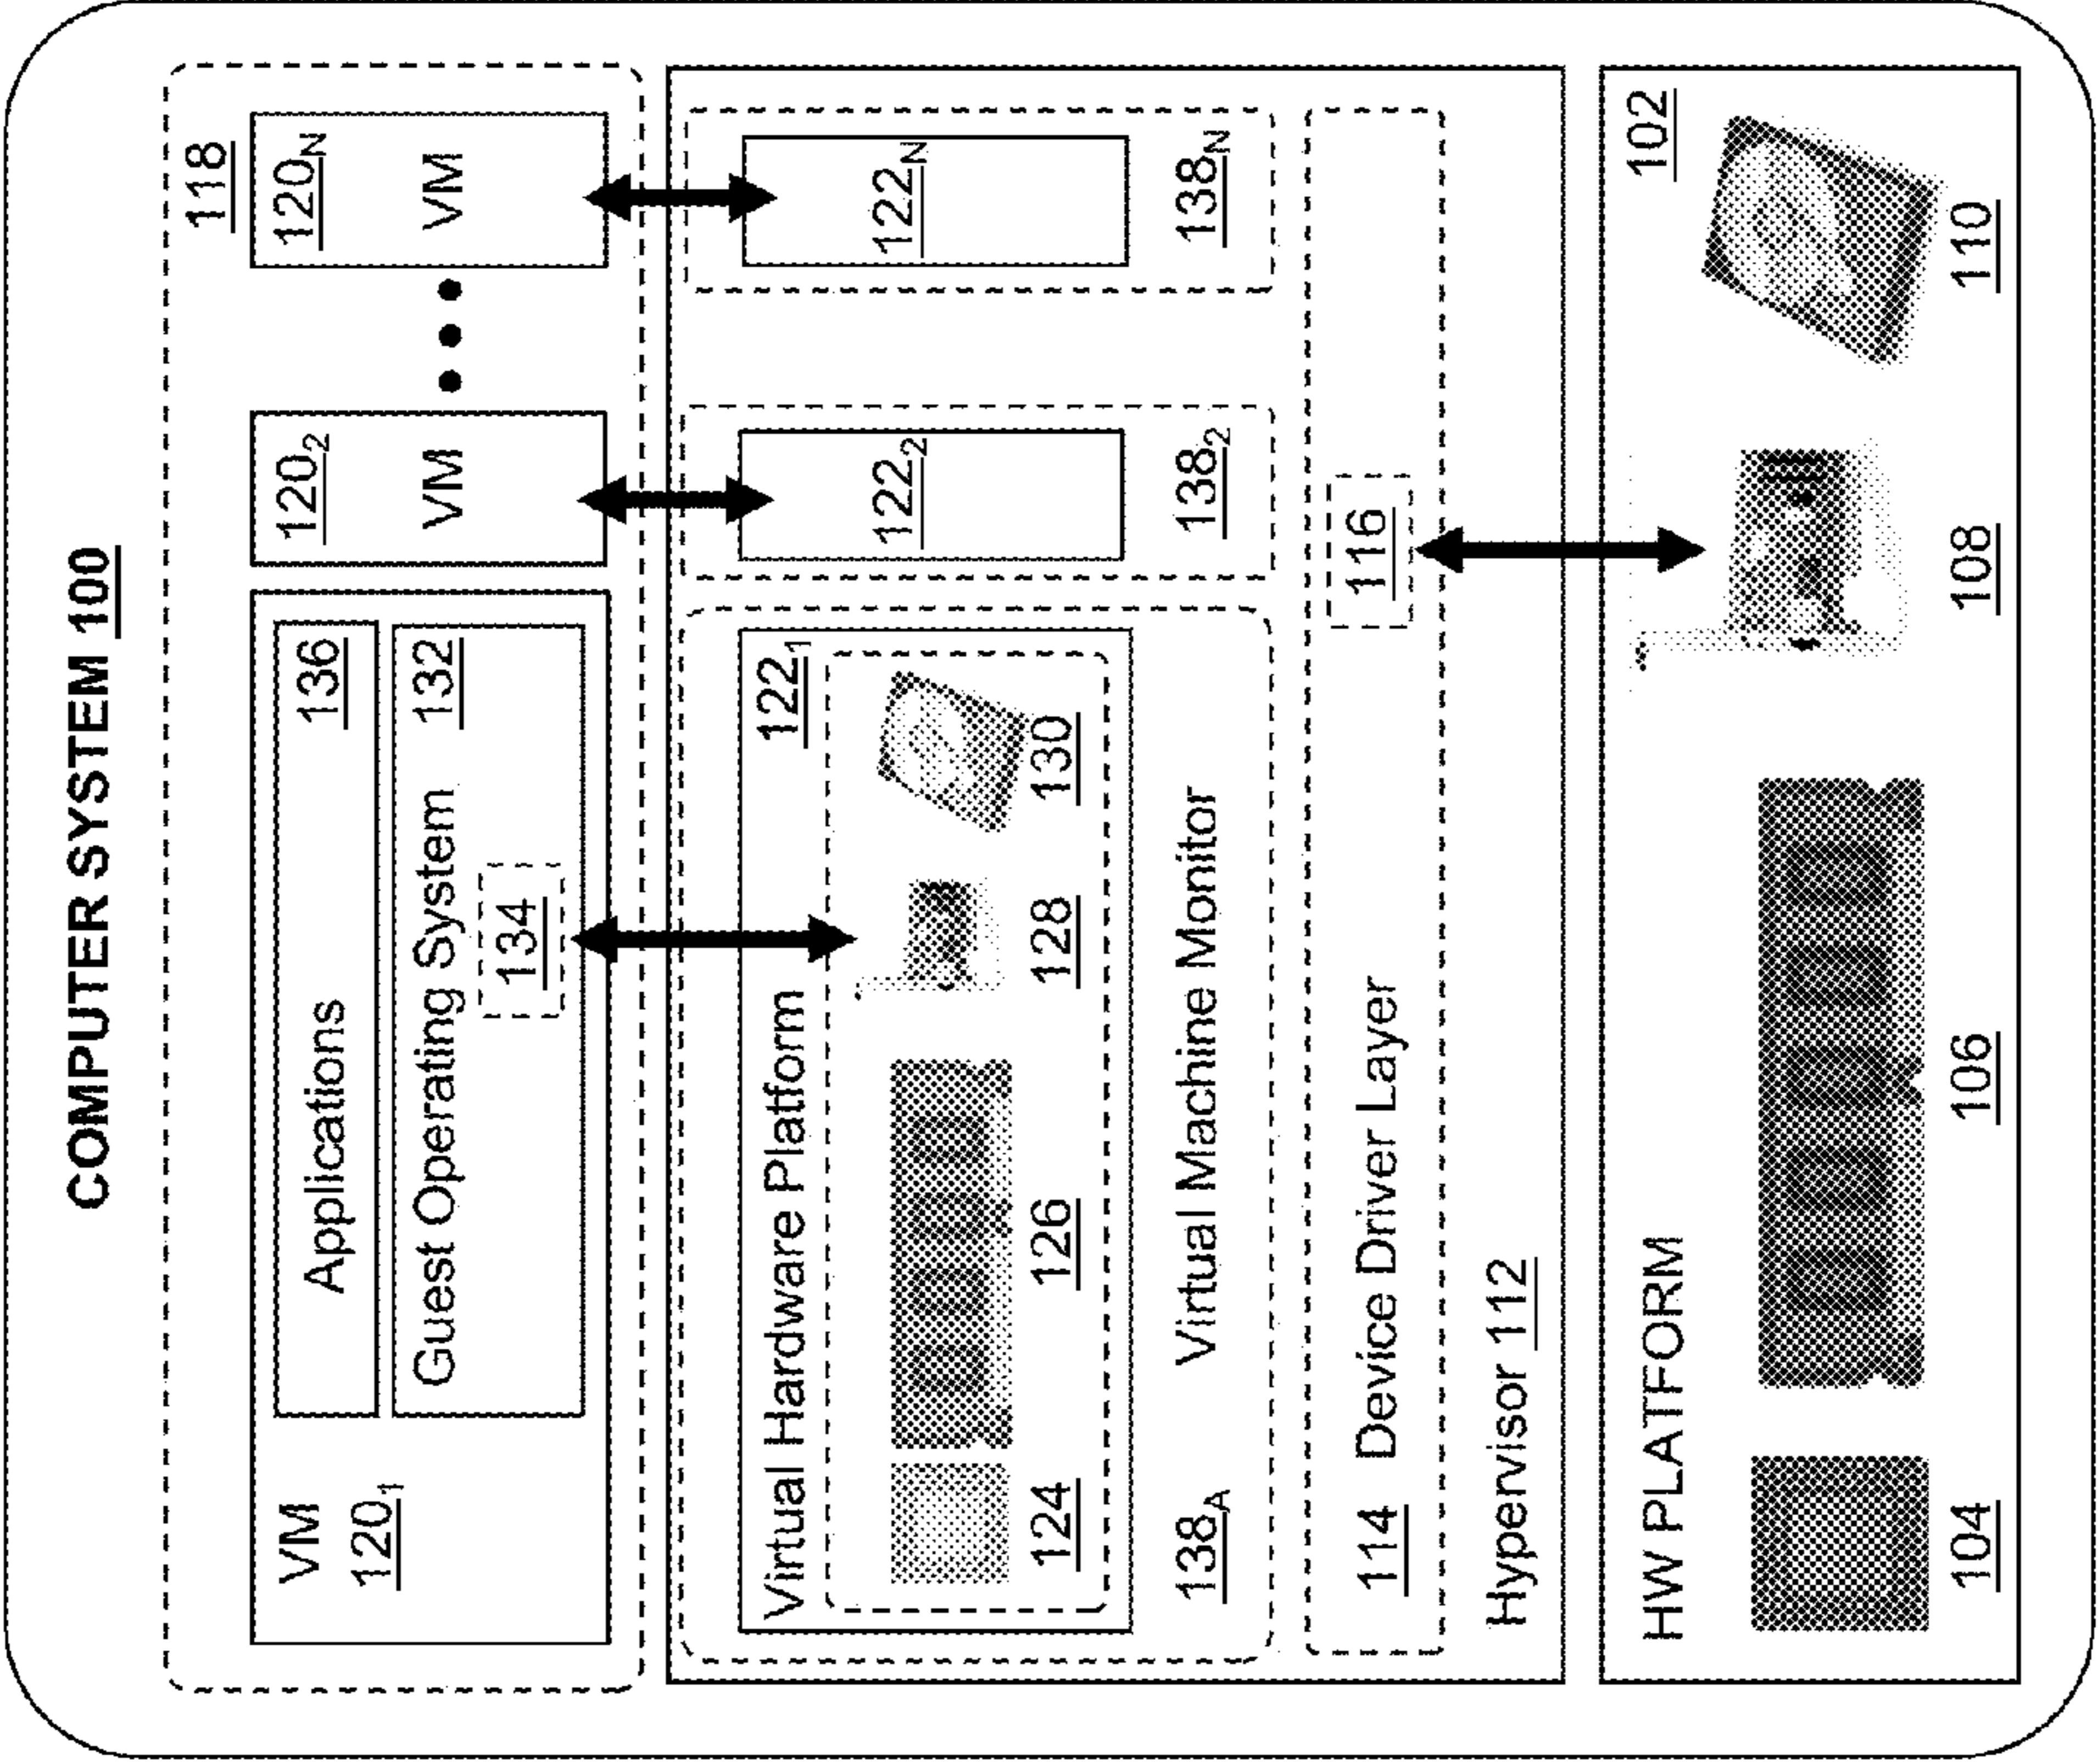 COMPUTER SYSTEM 100
118
VM
120₁
Applications 136
Guest Operating System 132
134
120₂
VM
120N
VM
Virtual Hardware Platform 122₁
124 126 128 130
138A Virtual Machine Monitor
122₂
138₂
122N
138N
114 Device Driver Layer 116
Hypervisor 112
HW PLATFORM 102
104 106 108 110